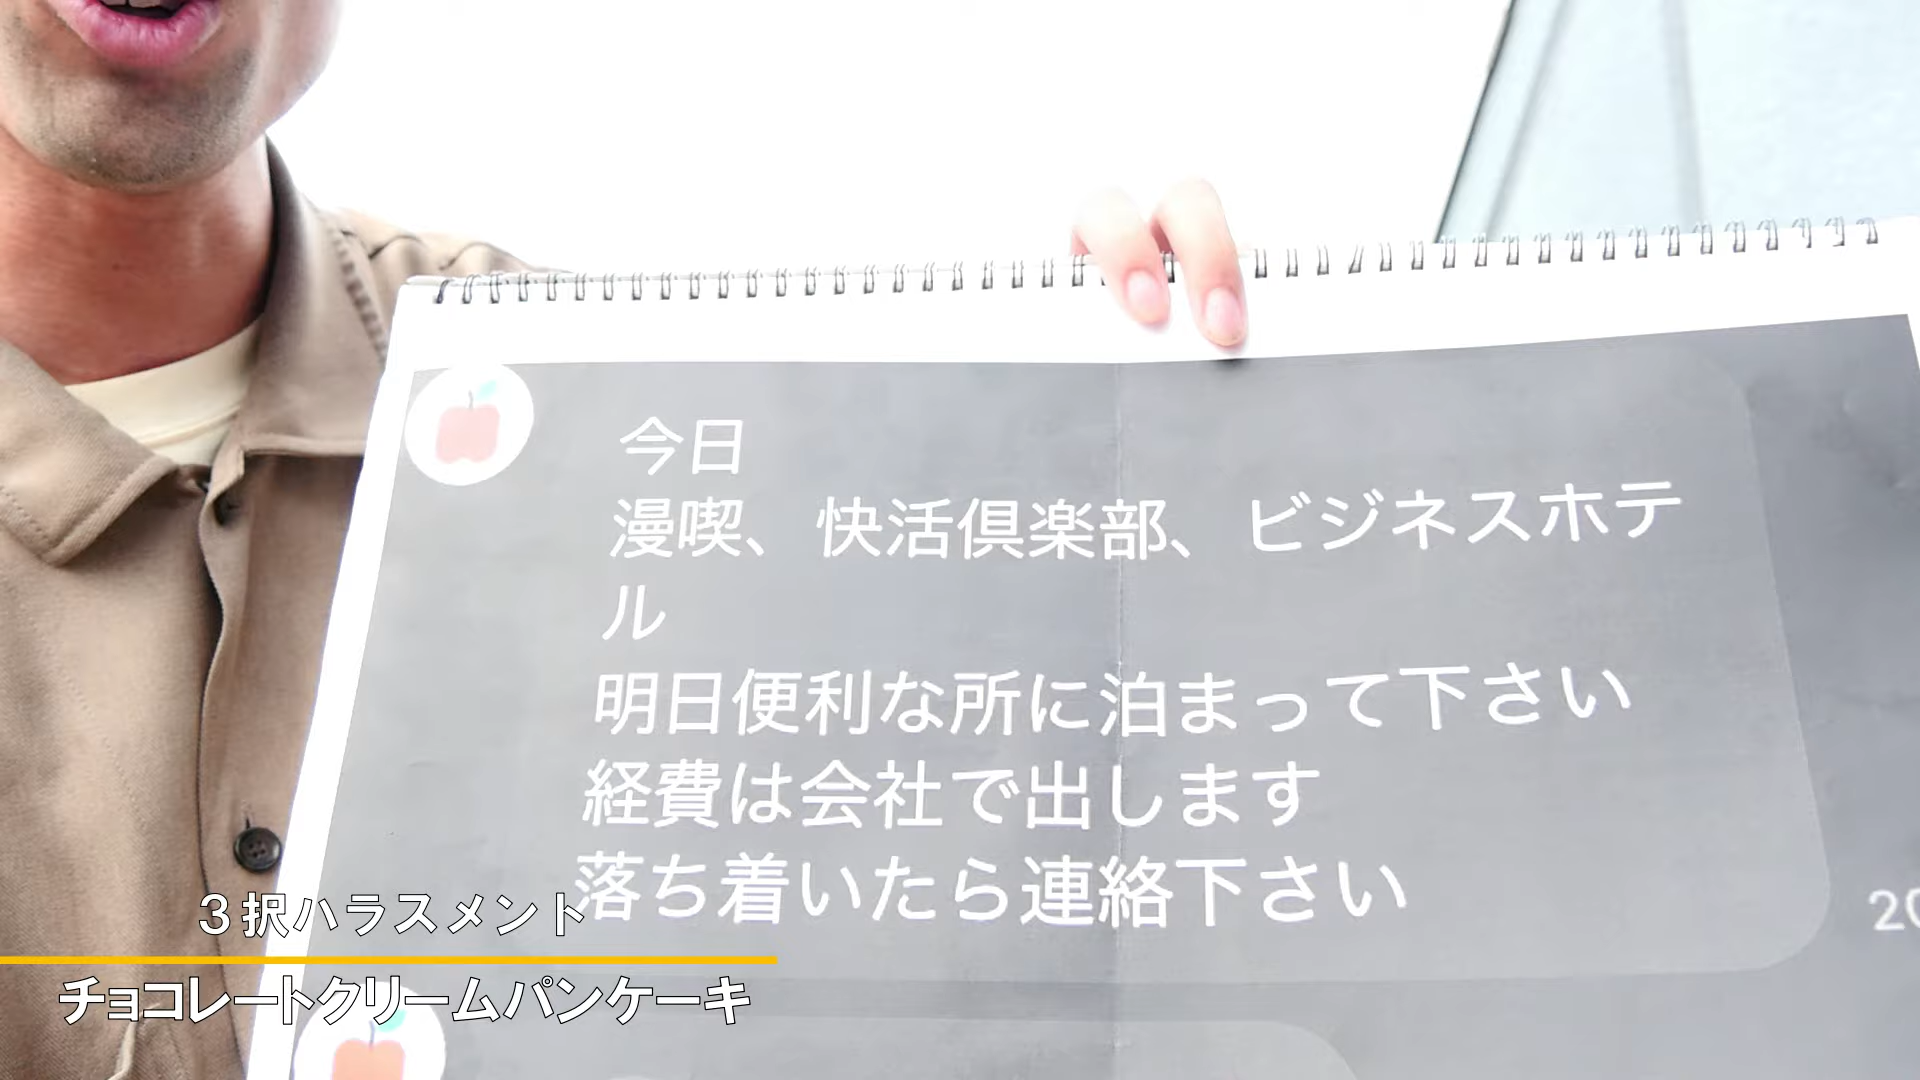 今日
漫喫、快活倶楽部、ビジネスホテ
ル
明日便利な所に泊まって下さい
経費は会社で出します
落ち着いたら連絡下さい
20
3択ハラスメント
チョコレートクリームパンケーキ